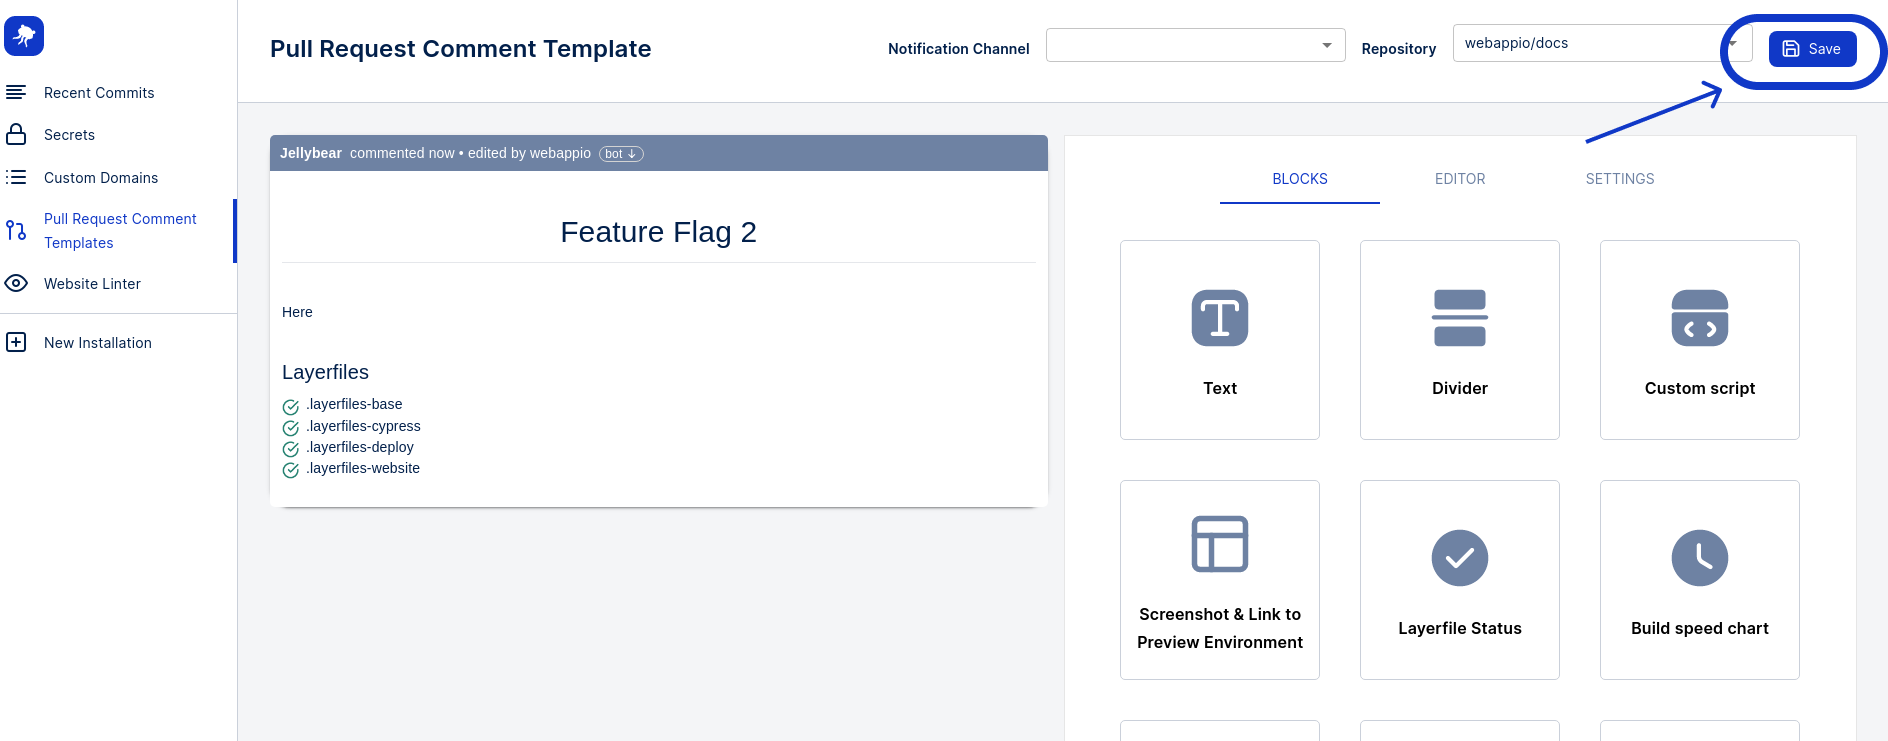 Pull Request Comment Template
Notification Channel
Repository
webappio/docs
Save
Recent Commits
Secrets
Custom Domains
Pull Request Comment
Templates
Website Linter
New Installation
Jellybear commented now • edited by webappio bot ↓
Feature Flag 2
Here
Layerfiles
.layerfiles-base
.layerfiles-cypress
.layerfiles-deploy
.layerfiles-website
BLOCKS
EDITOR
SETTINGS
Text
Divider
Custom script
Screenshot & Link to
Preview Environment
Layerfile Status
Build speed chart